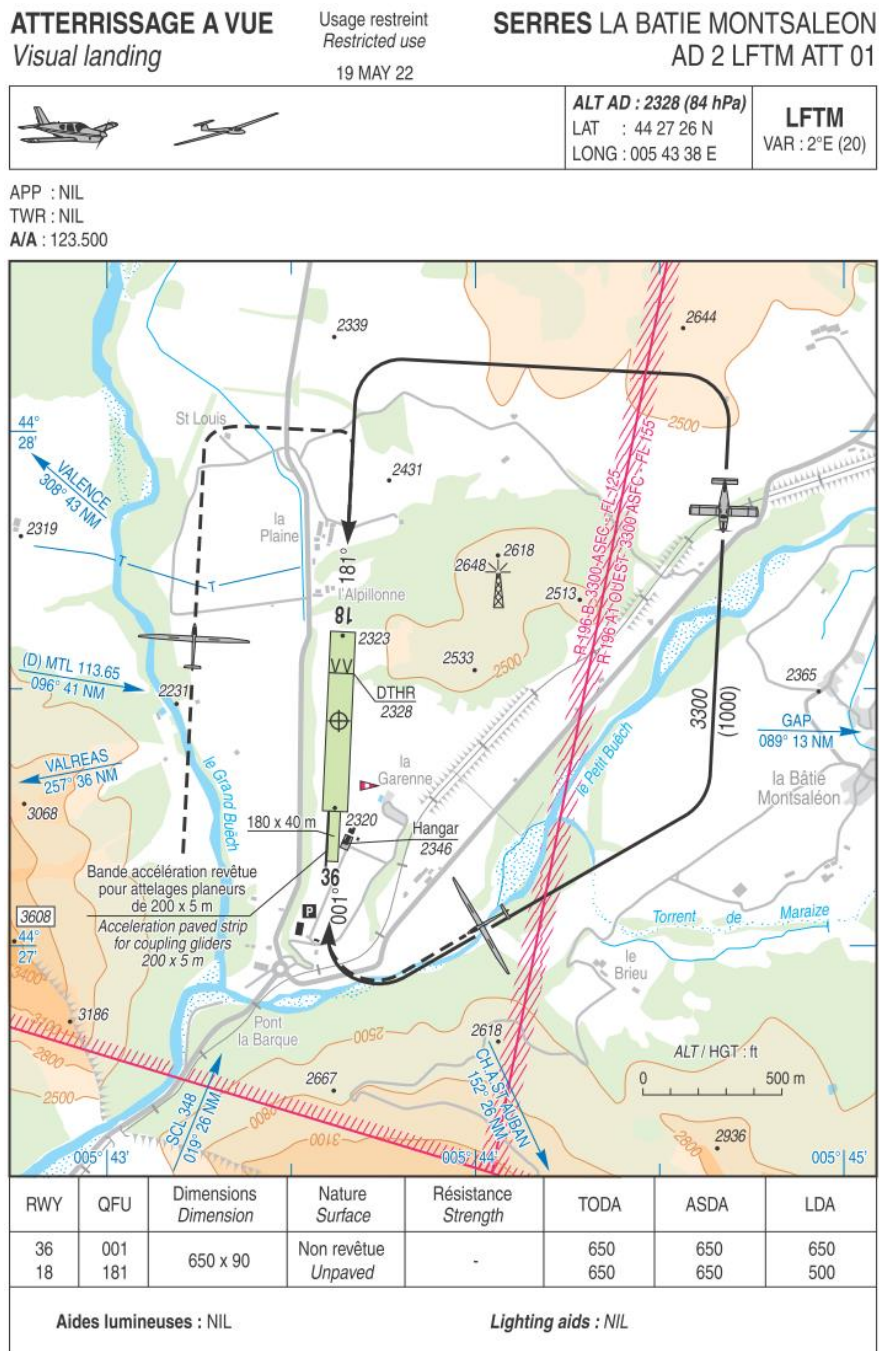 ATTERRISSAGE A VUE
Visual landing
Usage restreint
Restricted use
19 MAY 22
SERRES LA BATIE MONTSALEON
AD 2 LFTM ATT 01
ALT AD : 2328 (84 hPa)
LAT : 44 27 26 N
LONG : 005 43 38 E
LFTM
VAR : 2°E (20)
APP : NIL
TWR : NIL
A/A : 123.500
2339
2644
2500
St Louis
44°
28'
VALENCE
308° 43 NM
2431
2319
la
Plaine
T
T
181°
l'Alpillonne
18
2618
2648
2513
R 196 B 3300 ASFC - FL 125
R 196 A1 OUEST 3300 ASFC - FL 155
2323
2533
2500
DTHR
2328
(D) MTL 113.65
096° 41 NM
2231
2365
3300
(1000)
GAP
089° 13 NM
VALREAS
257° 36 NM
le Grand Buëch
la
Garenne
le Petit Buëch
la Bâtié
Montsaléon
3068
180 x 40 m
2320
Hangar
2346
Bande accélération revêtue
pour attelages planeurs
de 200 x 5 m
Acceleration paved strip
for coupling gliders
200 x 5 m
36
001°
P
3608
44°
27'
3400
Torrent de Maraize
le
Brieu
3186
3100
2800
2500
Pont
la Barque
2500
2618
ALT / HGT : ft
0 500 m
2667
2800
3100
SCL 348
019° 26 NM
CH.A ST AUBAN
152° 26 NM
2800
2936
005° 43'
005° 44'
005° 45'
RWY QFU Dimensions Nature Résistance TODA ASDA LDA
Dimension Surface Strength
36 001 650 x 90 Non revêtue - 650 650 650
18 181 Unpaved 650 650 500
Aides lumineuses : NIL Lighting aids : NIL